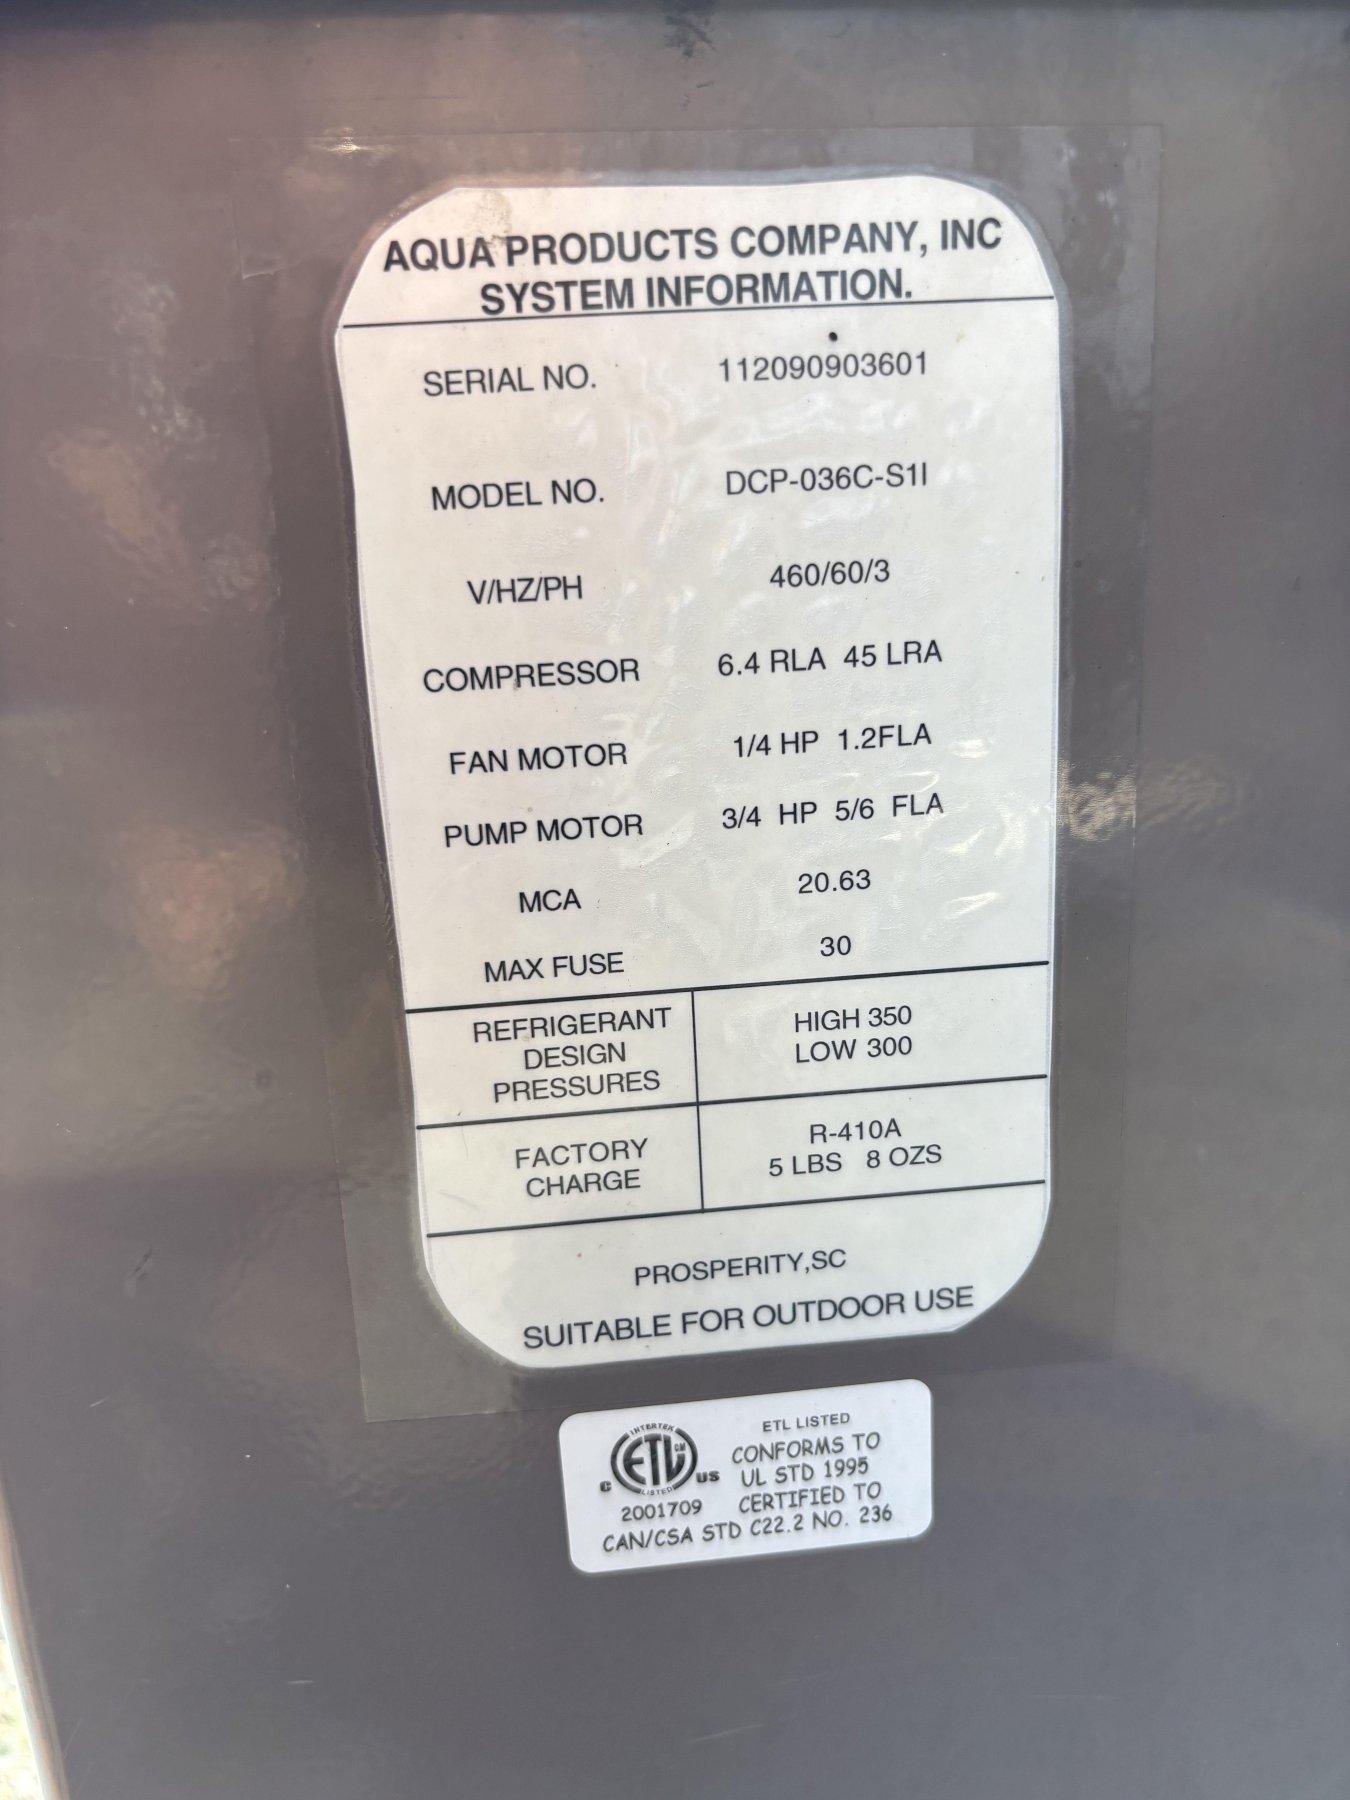 AQUA PRODUCTS COMPANY, INC
SYSTEM INFORMATION.
SERIAL NO. 112090903601
MODEL NO. DCP-036C-S1I
V/HZ/PH 460/60/3
COMPRESSOR 6.4 RLA 45 LRA
FAN MOTOR 1/4 HP 1.2FLA
PUMP MOTOR 3/4 HP 5/6 FLA
MCA 20.63
MAX FUSE 30
REFRIGERANT
DESIGN
PRESSURES
HIGH 350
LOW 300
FACTORY
CHARGE
R-410A
5 LBS 8 OZS
PROSPERITY,SC
SUITABLE FOR OUTDOOR USE
INTERTEK
ETL CM
LISTED
C US
2001709
ETL LISTED
CONFORMS TO
UL STD 1995
CERTIFIED TO
CAN/CSA STD C22.2 NO. 236